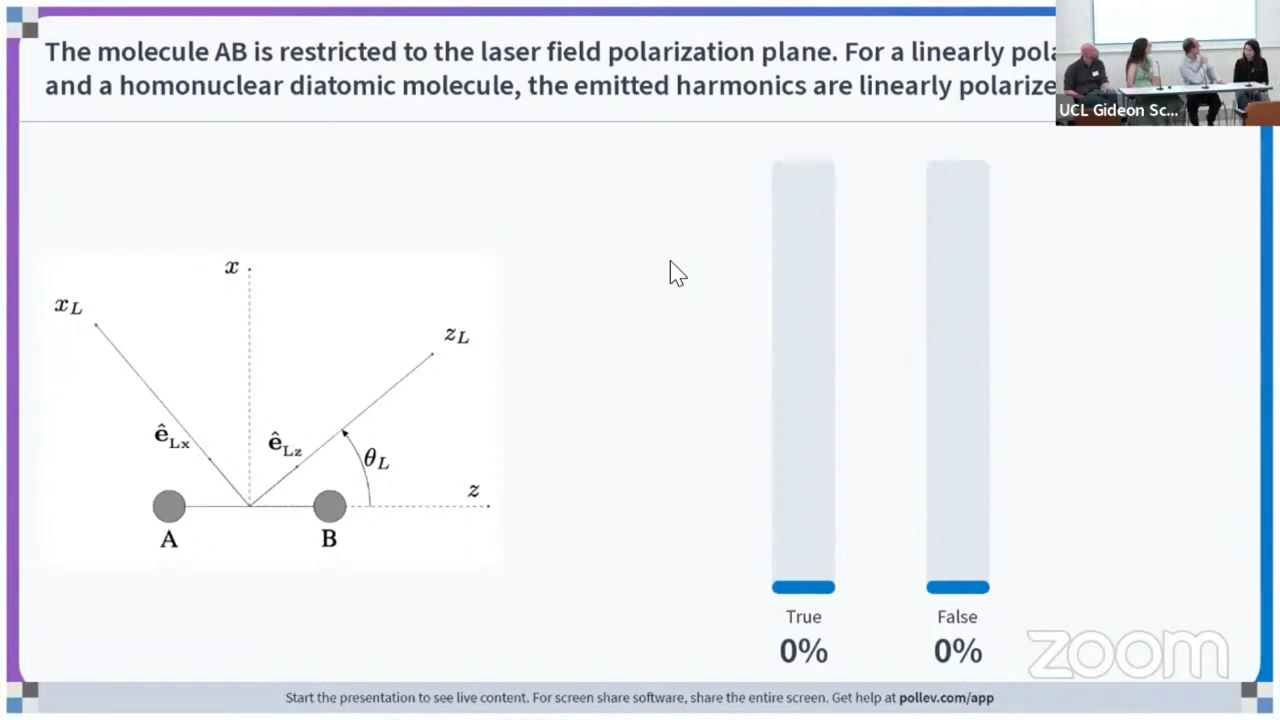 The molecule AB is restricted to the laser field polarization plane. For a linearly
and a homonuclear diatomic molecule, the emitted harmonics are linearly
UCL Gideon Sc...
x
x_L
z_L
ê_Lx
ê_Lz
θ_L
z
A
B
True
False
0%
0%
zoom
Start the presentation to see live content. For screen share software, share the entire screen. Get help at pollev.com/app